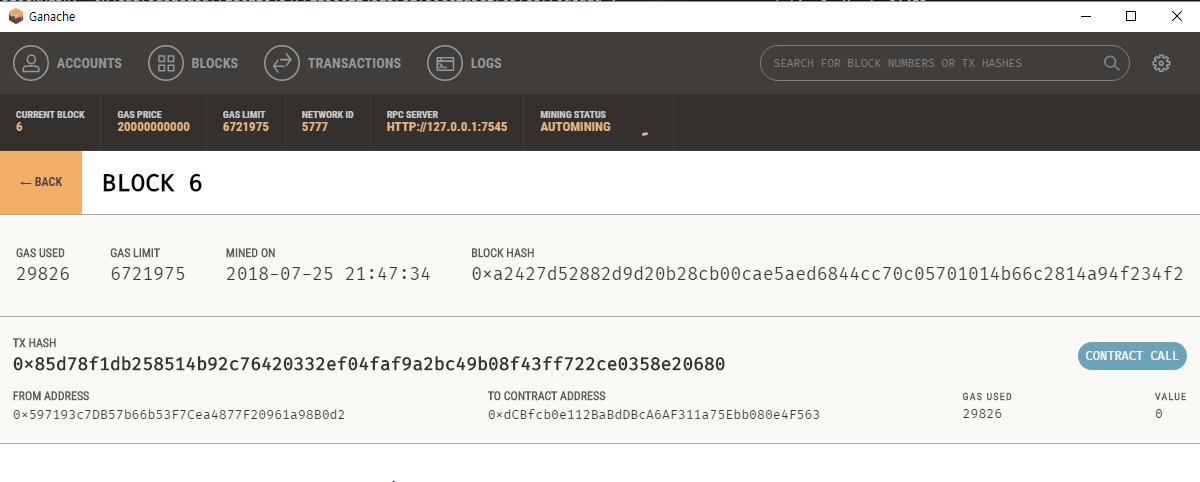 Ganache
ACCOUNTS BLOCKS TRANSACTIONS LOGS SEARCH FOR BLOCK NUMBERS OR TX HASHES
CURRENT BLOCK GAS PRICE GAS LIMIT NETWORK ID RPC SERVER MINING STATUS
6 20000000000 6721975 5777 HTTP://127.0.0.1:7545 AUTOMINING
← BACK BLOCK 6
GAS USED GAS LIMIT MINED ON BLOCK HASH
29826 6721975 2018-07-25 21:47:34 0×a2427d52882d9d20b28cb00cae5aed6844cc70c05701014b66c2814a94f234f2
TX HASH
0×85d78f1db258514b92c76420332ef04faf9a2bc49b08f43ff722ce0358e20680 CONTRACT CALL
FROM ADDRESS TO CONTRACT ADDRESS GAS USED VALUE
0×597193c7DB57b66b53F7Cea4877F20961a98B0d2 0×dCBfcb0e112BaBdDBcA6AF311a75Ebb080e4F563 29826 0